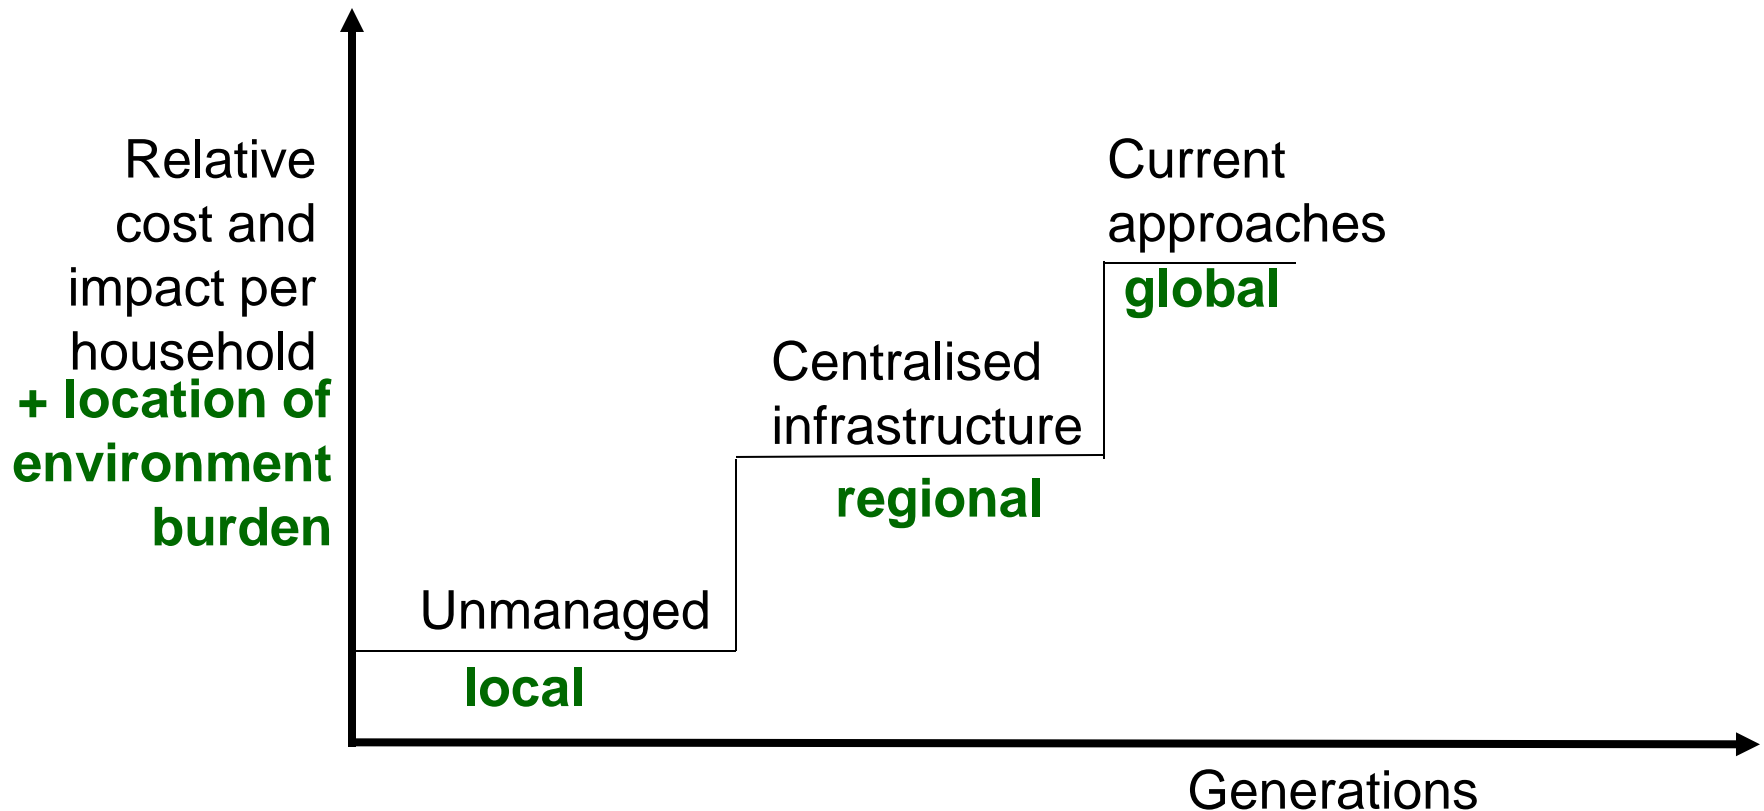 Relative
cost and
impact per
household
+ location of
environment
burden
Current
approaches
global
Centralised
infrastructure
regional
Unmanaged
local
Generations